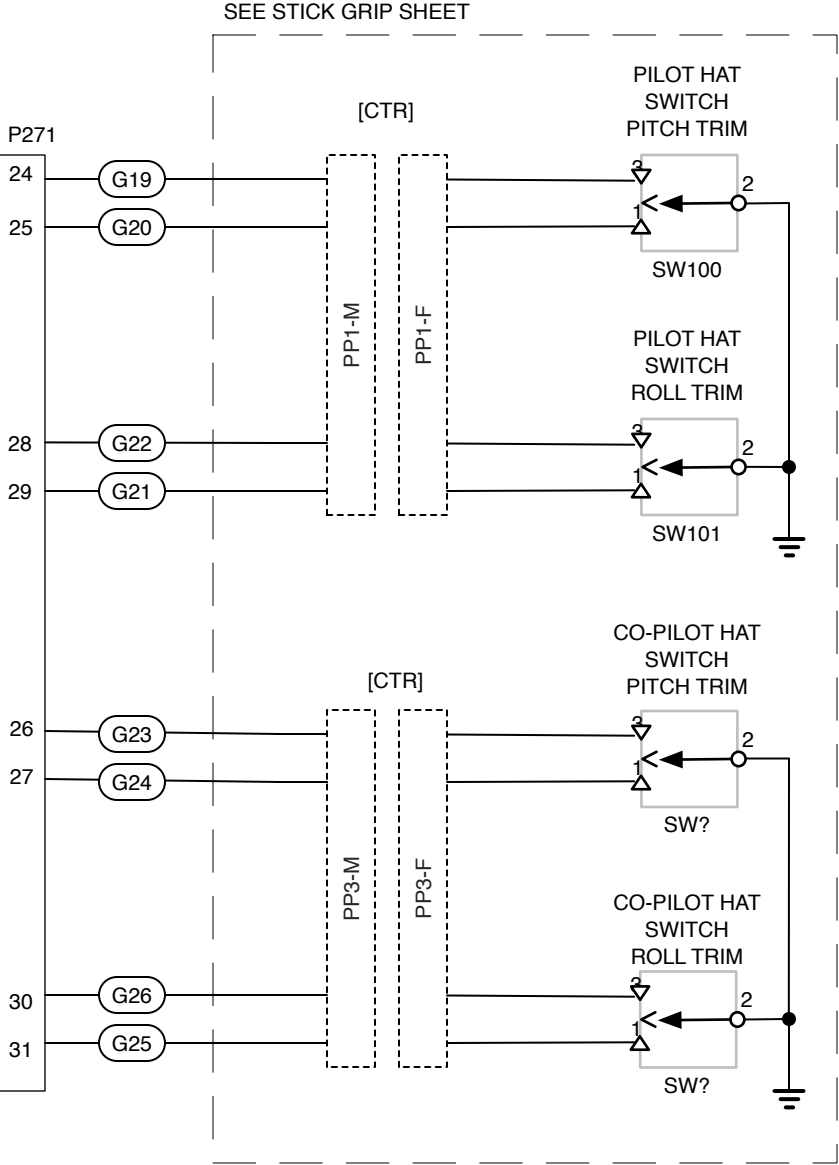 SEE STICK GRIP SHEET
PILOT HAT
SWITCH
PITCH TRIM
[CTR]
P271
24
G19
3
2
25
G20
1
SW100
PP1-M
PP1-F
PILOT HAT
SWITCH
ROLL TRIM
28
G22
3
2
29
G21
1
SW101
CO-PILOT HAT
SWITCH
PITCH TRIM
[CTR]
26
G23
3
2
27
G24
1
SW?
PP3-M
PP3-F
CO-PILOT HAT
SWITCH
ROLL TRIM
30
G26
3
2
31
G25
1
SW?